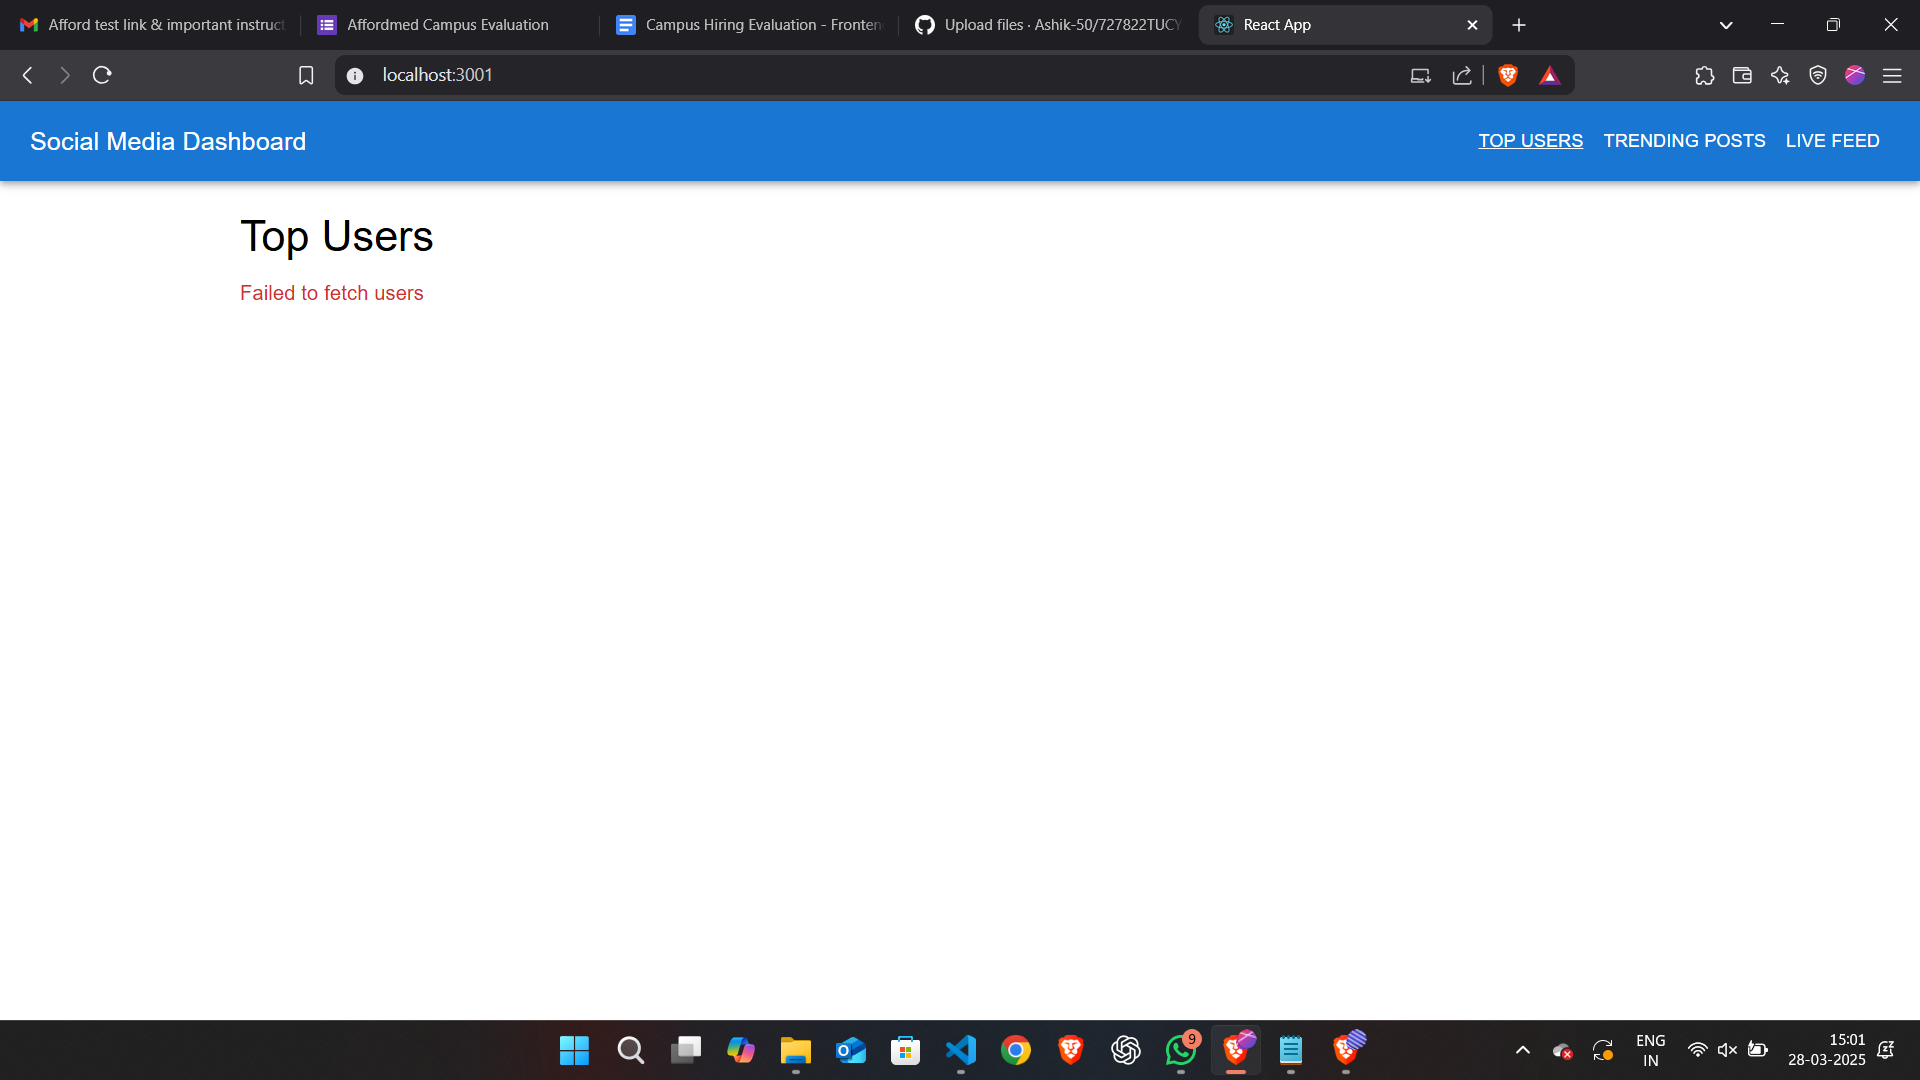 Afford test link & important instruct
Affordmed Campus Evaluation
Campus Hiring Evaluation - Fronten
Upload files · Ashik-50/727822TUCY
React App
localhost:3001
Social Media Dashboard
TOP USERS
TRENDING POSTS
LIVE FEED
Top Users
Failed to fetch users
9
ENG
IN
15:01
28-03-2025